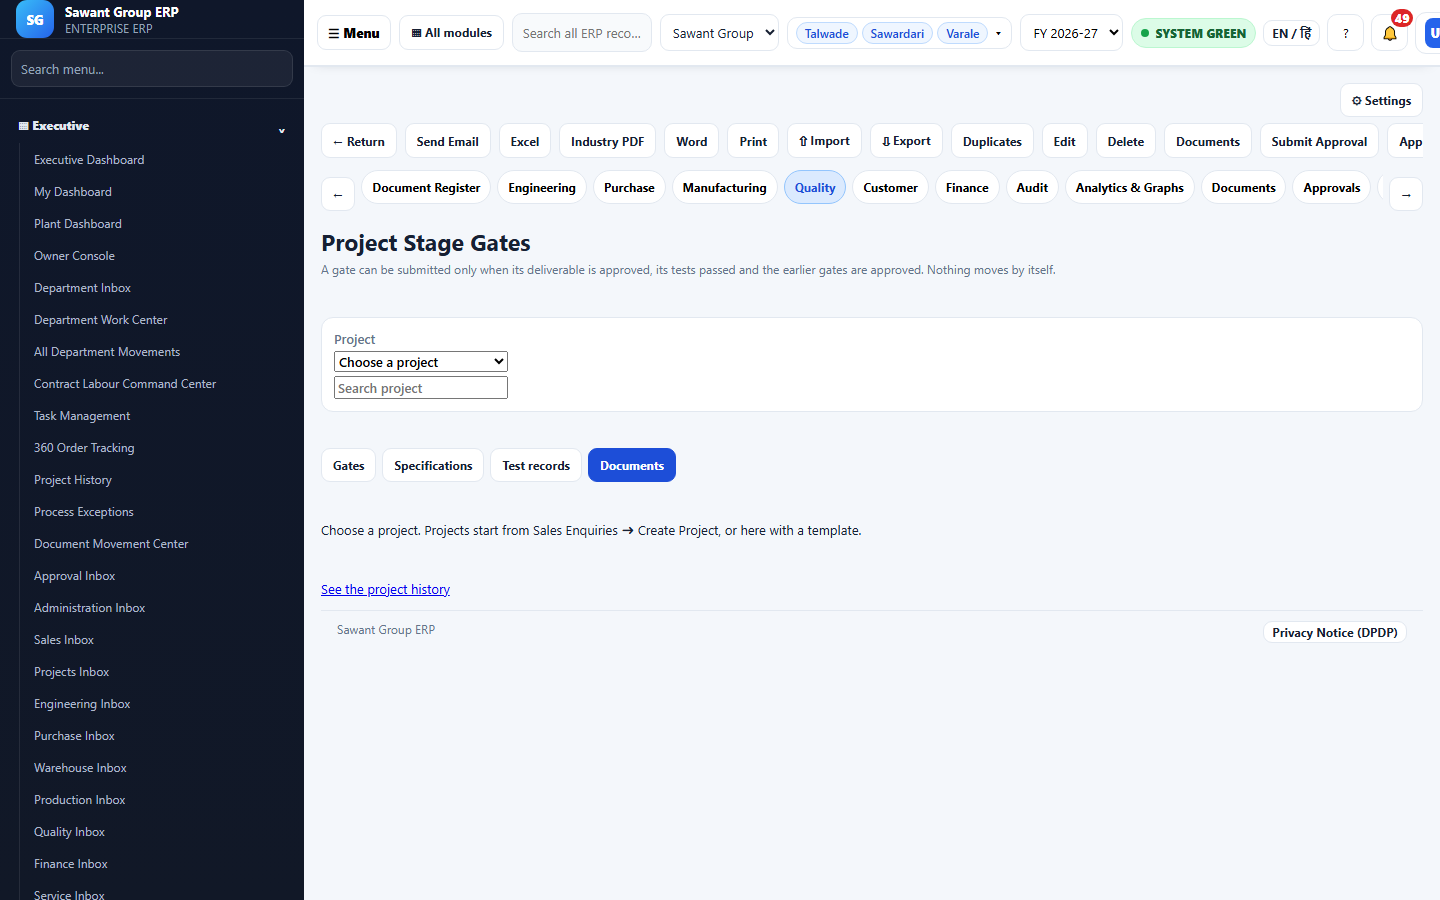 SG
Sawant Group ERP
ENTERPRISE ERP
Search menu...
Executive
Executive Dashboard
My Dashboard
Plant Dashboard
Owner Console
Department Inbox
Department Work Center
All Department Movements
Contract Labour Command Center
Task Management
360 Order Tracking
Project History
Process Exceptions
Document Movement Center
Approval Inbox
Administration Inbox
Sales Inbox
Projects Inbox
Engineering Inbox
Purchase Inbox
Warehouse Inbox
Production Inbox
Quality Inbox
Finance Inbox
Service Inbox
☰ Menu
All modules
Search all ERP reco...
Sawant Group
Talwade Sawardari Varale
FY 2026-27
SYSTEM GREEN
EN / हिं
?
49
U
⚙ Settings
← Return Send Email Excel Industry PDF Word Print ⇧ Import ⇩ Export Duplicates Edit Delete Documents Submit Approval App
← Document Register Engineering Purchase Manufacturing Quality Customer Finance Audit Analytics & Graphs Documents Approvals →
Project Stage Gates
A gate can be submitted only when its deliverable is approved, its tests passed and the earlier gates are approved. Nothing moves by itself.
Project
Choose a project
Search project
Gates Specifications Test records Documents
Choose a project. Projects start from Sales Enquiries → Create Project, or here with a template.
See the project history
Sawant Group ERP
Privacy Notice (DPDP)